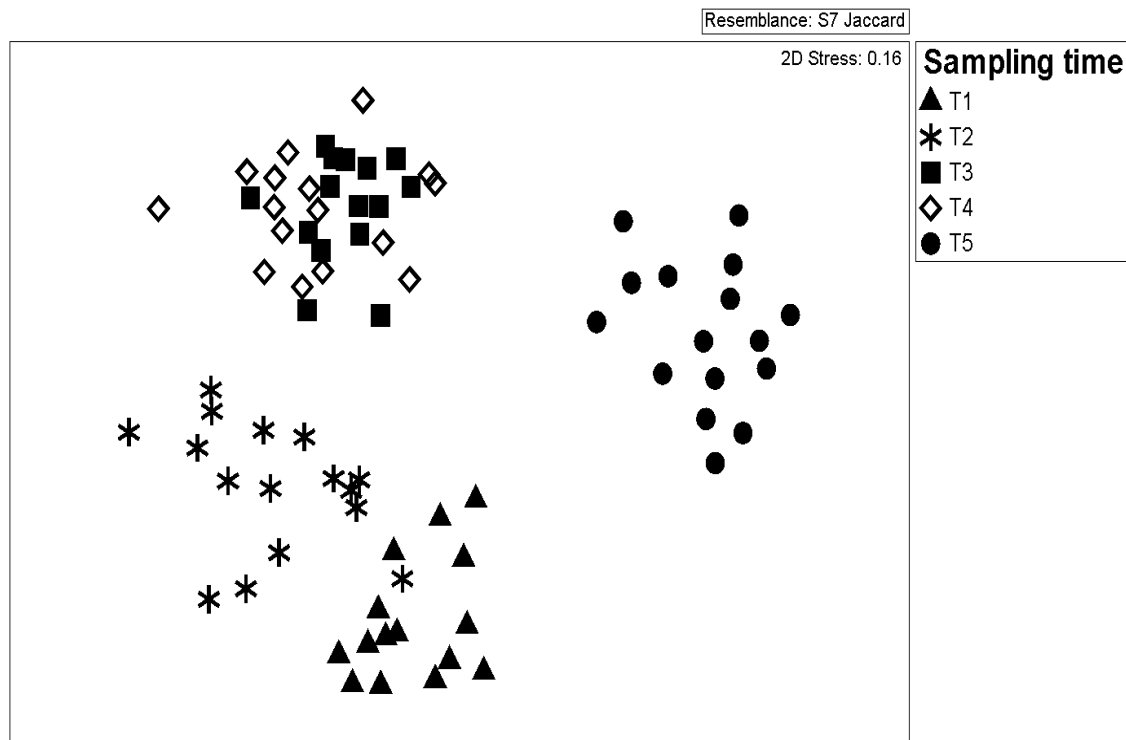 Resemblance: S7 Jaccard
2D Stress: 0.16
Sampling time
T1
T2
T3
T4
T5